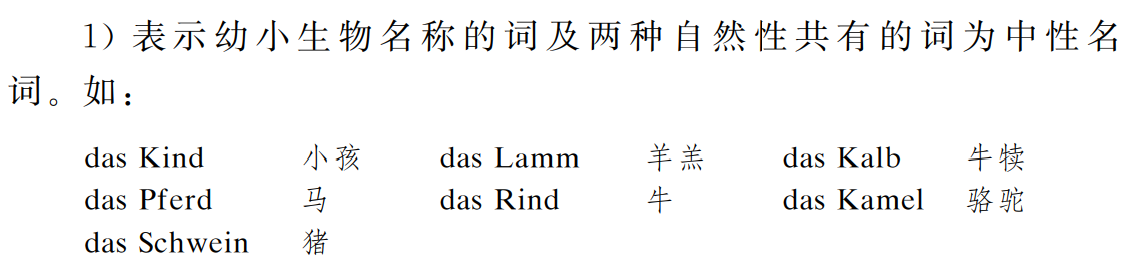 1) 表示幼小生物名称的词及两种自然性共有的词为中性名
词。如：
das Kind 小孩 das Lamm 羊羔 das Kalb 牛犊
das Pferd 马 das Rind 牛 das Kamel 骆驼
das Schwein 猪